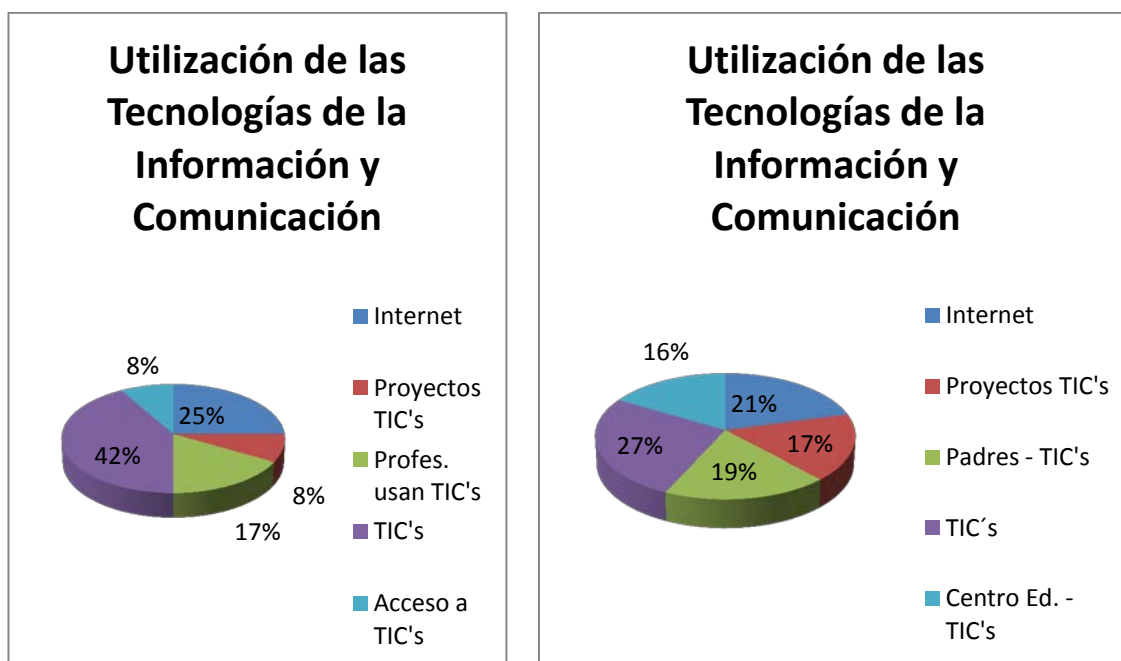 Utilización de las
Tecnologías de la
Información y
Comunicación
8%
25%
42%
8%
17%
Internet
Proyectos
TIC's
Profes.
usan TIC's
TIC's
Acceso a
TIC's
Utilización de las
Tecnologías de la
Información y
Comunicación
16%
21%
27%
17%
19%
Internet
Proyectos TIC's
Padres - TIC's
TIC´s
Centro Ed. -
TIC's